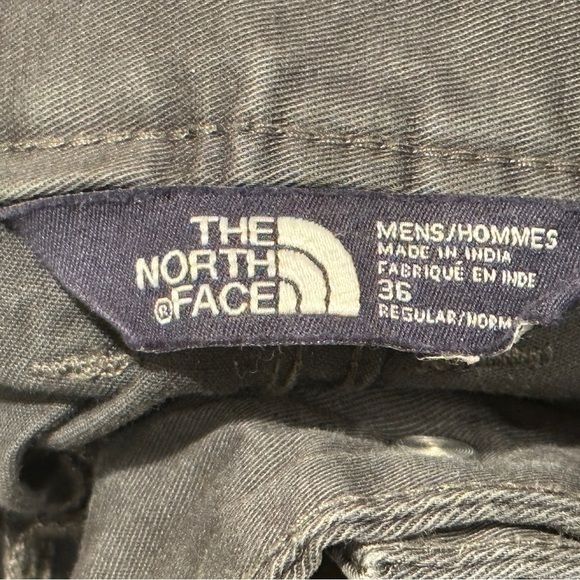 THE
NORTH
®FACE
MENS/HOMMES
MADE IN INDIA
FABRIQUÉ EN INDE
36
REGULAR/NORM